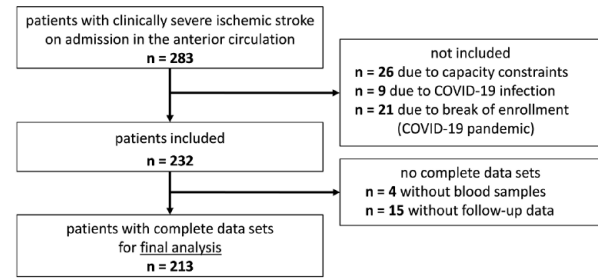 patients with clinically severe ischemic stroke
on admission in the anterior circulation
n = 283
not included
n = 26 due to capacity constraints
n = 9 due to COVID-19 infection
n = 21 due to break of enrollment
(COVID-19 pandemic)
patients included
n = 232
no complete data sets
n = 4 without blood samples
n = 15 without follow-up data
patients with complete data sets
for final analysis
n = 213